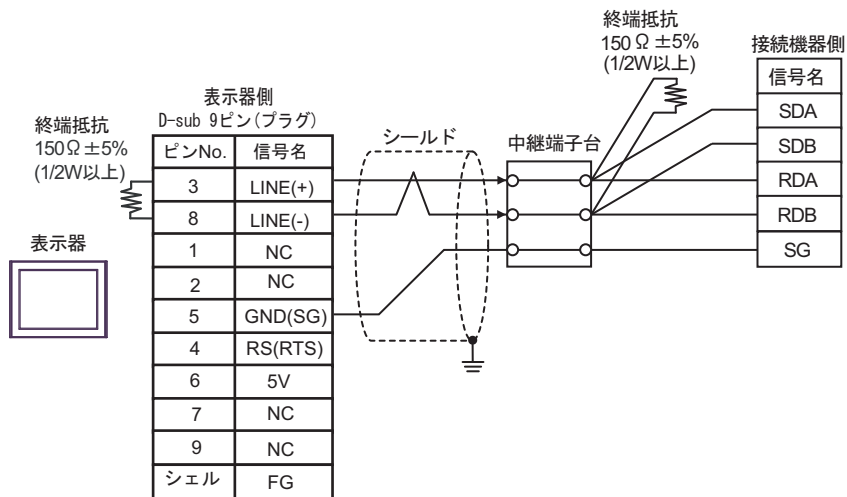 終端抵抗
150Ω ±5%
(1/2W以上)
接続機器側
信号名
SDA
SDB
RDA
RDB
SG
表示器側
D-sub 9ピン(プラグ)
終端抵抗
150Ω±5%
(1/2W以上)
シールド
中継端子台
ピンNo. 信号名
3 LINE(+)
8 LINE(-)
1 NC
2 NC
5 GND(SG)
4 RS(RTS)
6 5V
7 NC
9 NC
シェル FG
表示器